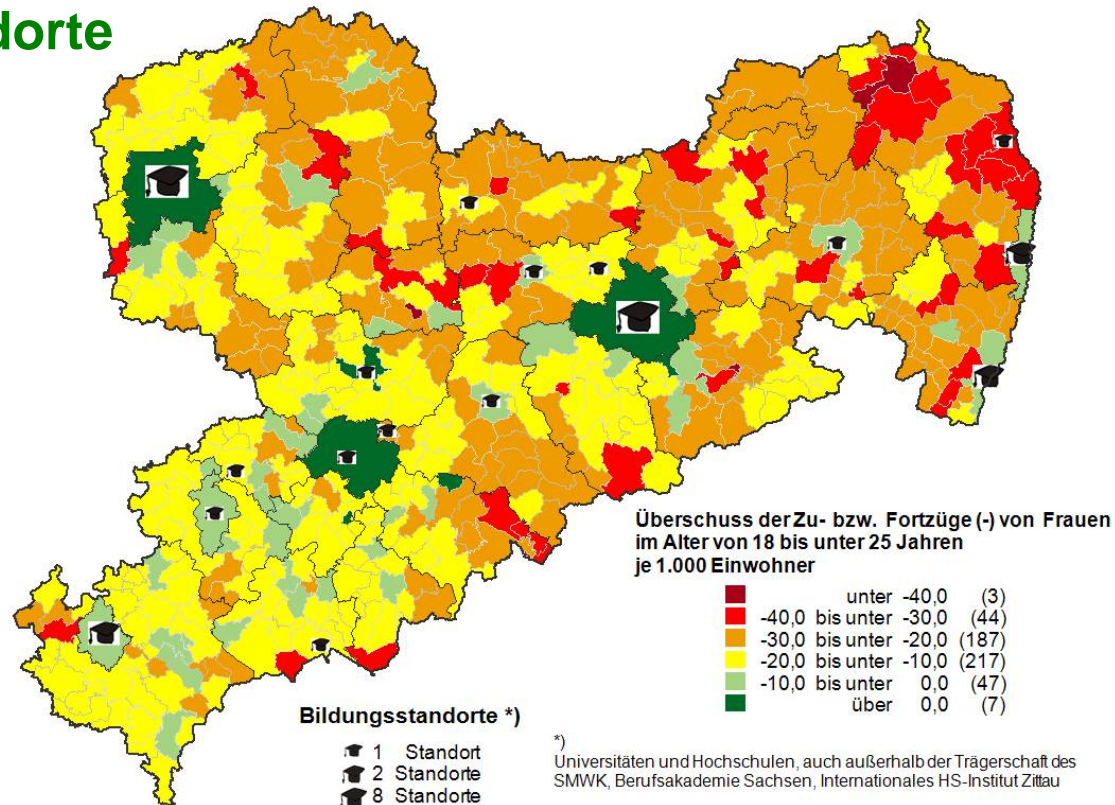 dorte
Überschuss der Zu- bzw. Fortzüge (-) von Frauen
im Alter von 18 bis unter 25 Jahren
je 1.000 Einwohner
unter -40,0 (3)
-40,0 bis unter -30,0 (44)
-30,0 bis unter -20,0 (187)
-20,0 bis unter -10,0 (217)
-10,0 bis unter 0,0 (47)
über 0,0 (7)
Bildungsstandorte *)
1 Standort
2 Standorte
8 Standorte
*)
Universitäten und Hochschulen, auch außerhalb der Trägerschaft des
SMWK, Berufsakademie Sachsen, Internationales HS-Institut Zittau